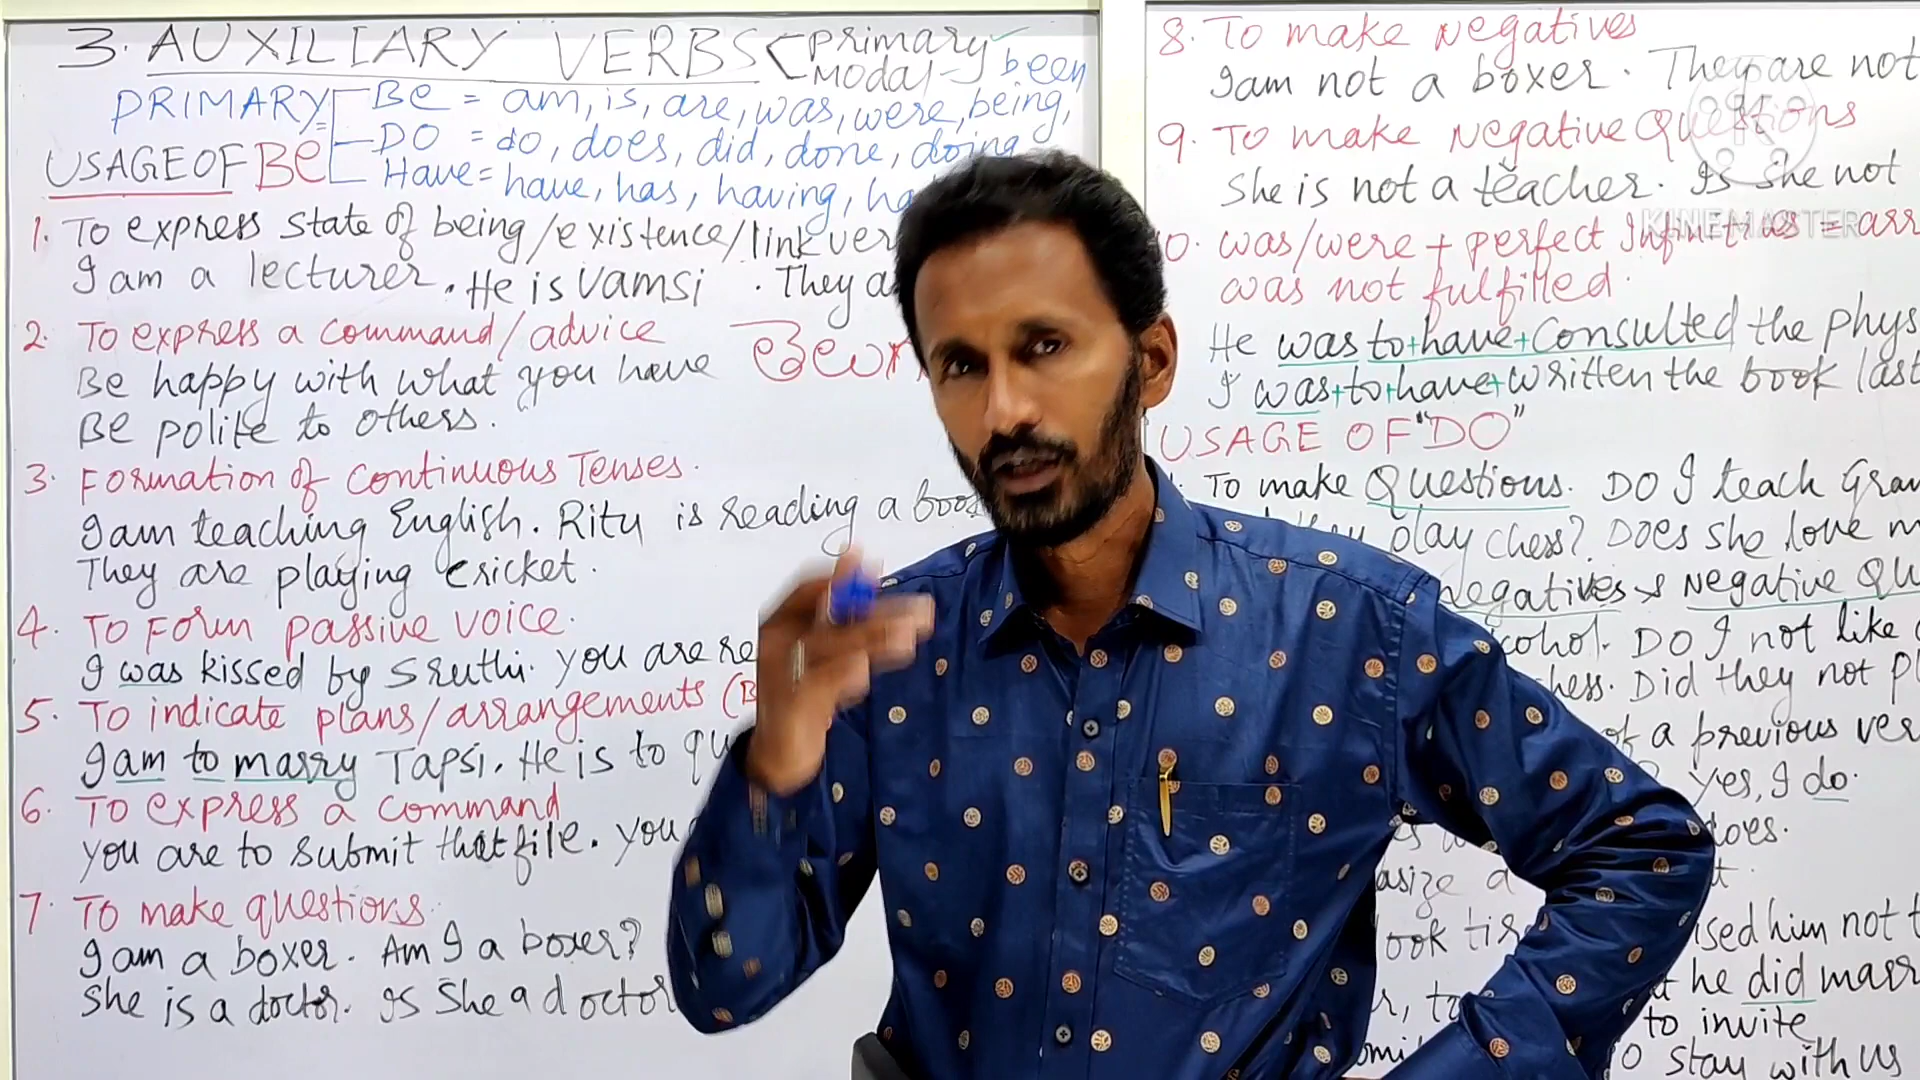 3. AUXILIARY VERBS < primary
Modal
been
PRIMARY = Be = am, is, are, was, were, being,
DO = do, does, did, done, doing
Have = have, has, having,
USAGE OF BE
1. To express state of being/existence/link
I am a lecturer. He is Vamsi. They
2. To express a command/advice
Be happy with what you have
Be polite to others.
3. Formation of Continuous Tenses.
I am teaching English. Ritu is reading a
They are playing cricket.
4. To Form passive voice.
I was kissed by Sruthi. You are
5. To indicate plans/arrangements
I am to marry Tapsi. He is to
6. To express a command
You are to submit that file. You
7. To make questions.
I am a boxer. Am I a boxer?
She is a doctor. Is She a doctor
8. To make negatives
I am not a boxer. They are not
9. To make Negative Questions
She is not a teacher. Is She not
KINEMASTER
10. was/were + perfect Infinitives =
was not fulfilled.
He was to+have+Consulted the
I was+to+have+written the book last
USAGE OF "DO"
To make Questions. DO I teach
play chess? Does she love
negatives & Negative
DO I not like
chess. Did they not
of a previous
yes, I do.
does.
a
him not
he did
to invite
stay with us